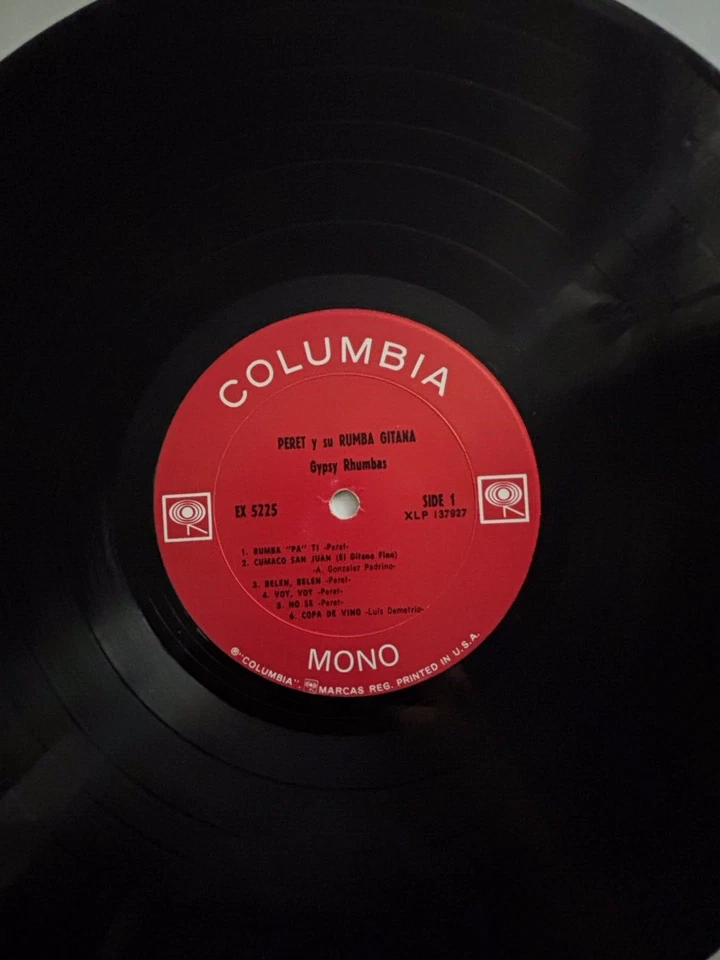 COLUMBIA
PERET y su RUMBA GITANA
Gypsy Rhumbas
EX 5225
SIDE 1
XLP 137927
1. RUMBA "PA" TI -Peret-
2. CUMACO SAN JUAN (El Gitano Fino)
-A. Gonzalez Padrino-
3. BELEN, BELEN -Peret-
4. VOY, VOY -Peret-
5. NO SE -Peret-
6. COPA DE VINO -Luis Demetrio-
MONO
®"COLUMBIA", MARCAS REG. PRINTED IN U.S.A.